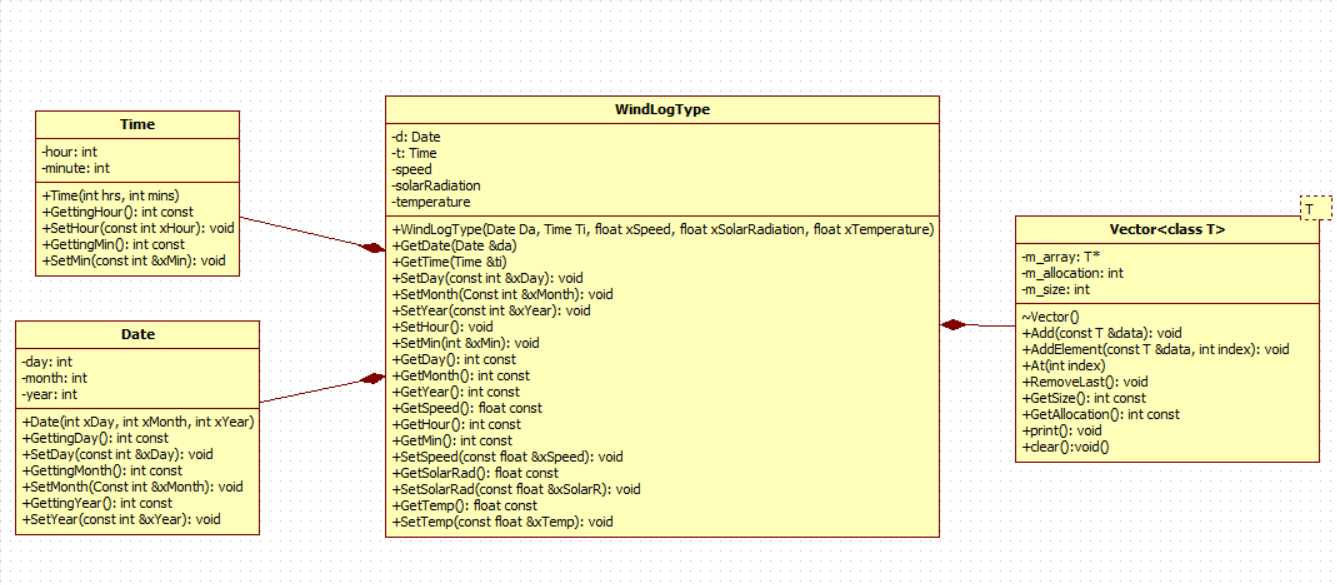 Time
-hour: int
-minute: int
+Time(int hrs, int mins)
+GettingHour(): int const
+SetHour(const int xHour): void
+GettingMin(): int const
+SetMin(const int &xMin): void
Date
-day: int
-month: int
-year: int
+Date(int xDay, int xMonth, int xYear)
+GettingDay(): int const
+SetDay(const int &xDay): void
+GettingMonth(): int const
+SetMonth(Const int &xMonth): void
+GettingYear(): int const
+SetYear(const int &xYear): void
WindLogType
-d: Date
-t: Time
-speed
-solarRadiation
-temperature
+WindLogType(Date Da, Time Ti, float xSpeed, float xSolarRadiation, float xTemperature)
+GetDate(Date &da)
+GetTime(Time &ti)
+SetDay(const int &xDay): void
+SetMonth(Const int &xMonth): void
+SetYear(const int &xYear): void
+SetHour(): void
+SetMin(int &xMin): void
+GetDay(): int const
+GetMonth(): int const
+GetYear(): int const
+GetSpeed(): float const
+GetHour(): int const
+GetMin(): int const
+SetSpeed(const float &xSpeed): void
+GetSolarRad(): float const
+SetSolarRad(const float &xSolarR): void
+GetTemp(): float const
+SetTemp(const float &xTemp): void
T
Vector<class T>
-m_array: T*
-m_allocation: int
-m_size: int
~Vector()
+Add(const T &data): void
+AddElement(const T &data, int index): void
+At(int index)
+RemoveLast(): void
+GetSize(): int const
+GetAllocation(): int const
+print(): void
+clear():void()